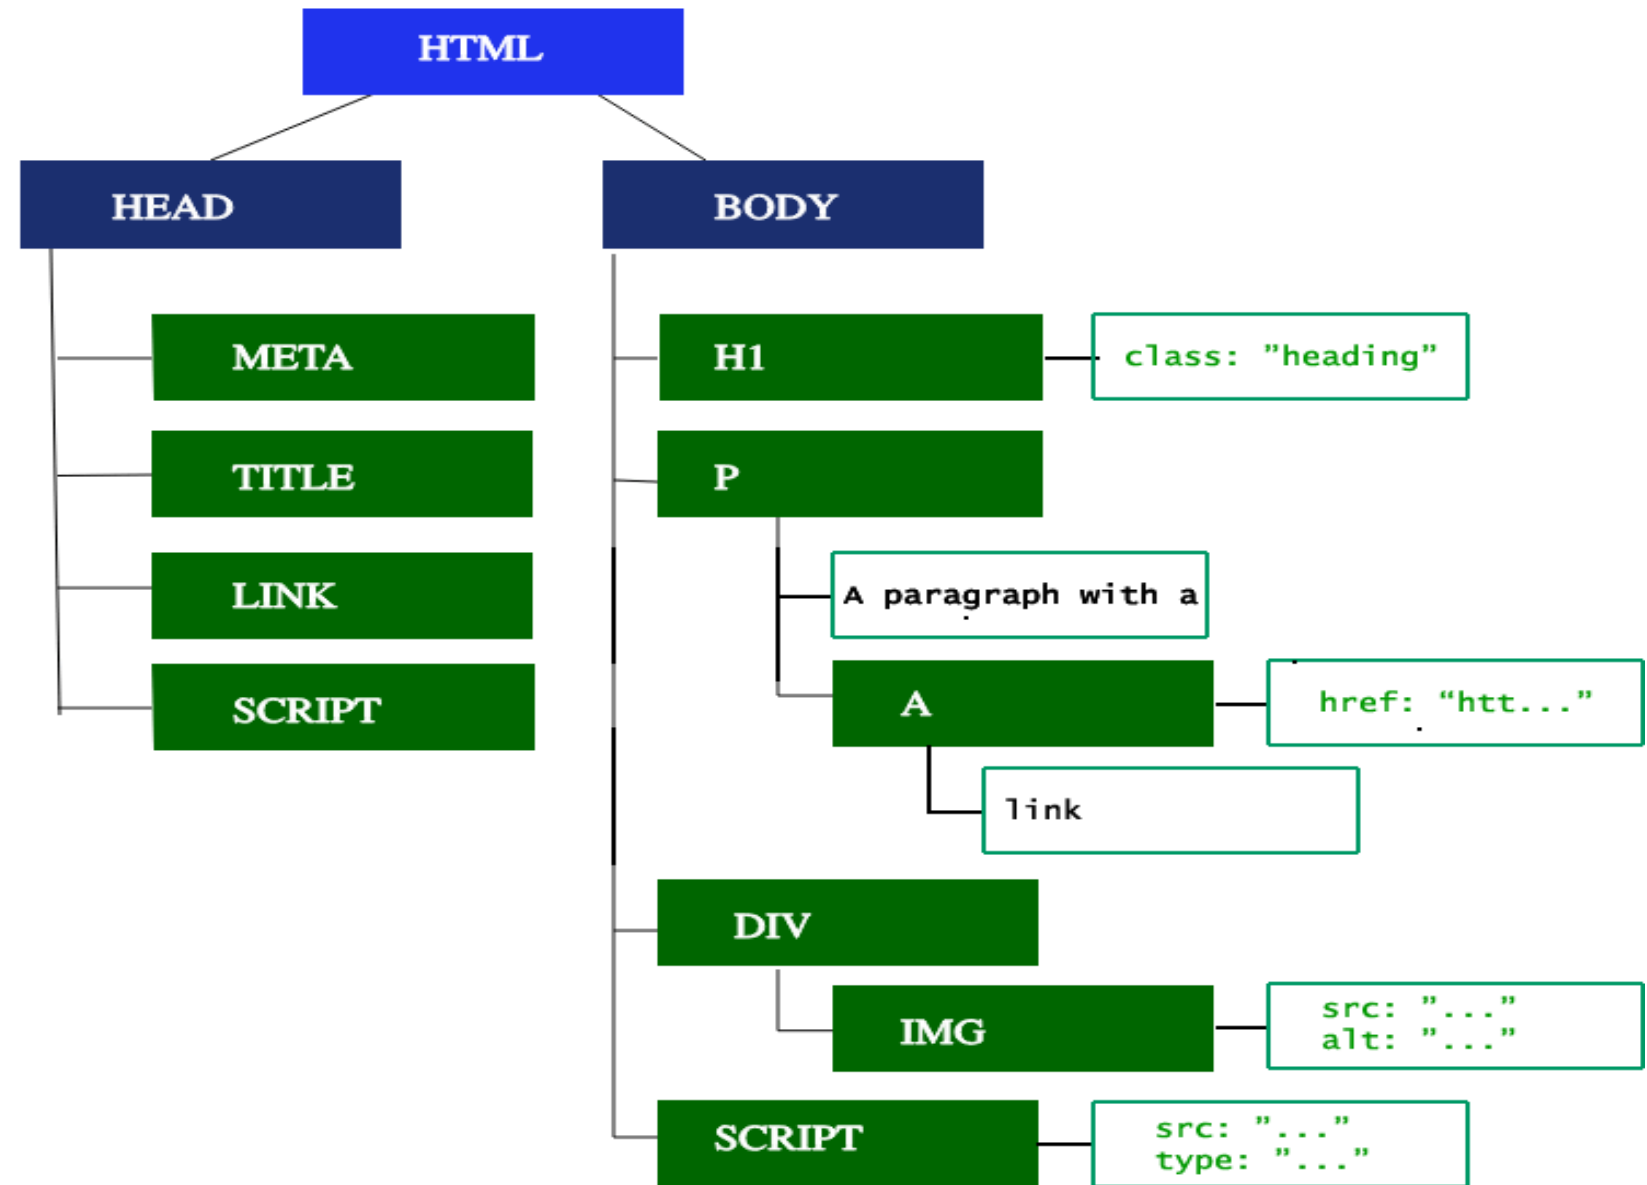 HTML
HEAD
BODY
META
TITLE
LINK
SCRIPT
H1
class: ”heading”
P
A paragraph with a
A
href: “htt...”
link
DIV
IMG
src: ”...”
alt: ”...”
SCRIPT
src: ”...”
type: ”...”